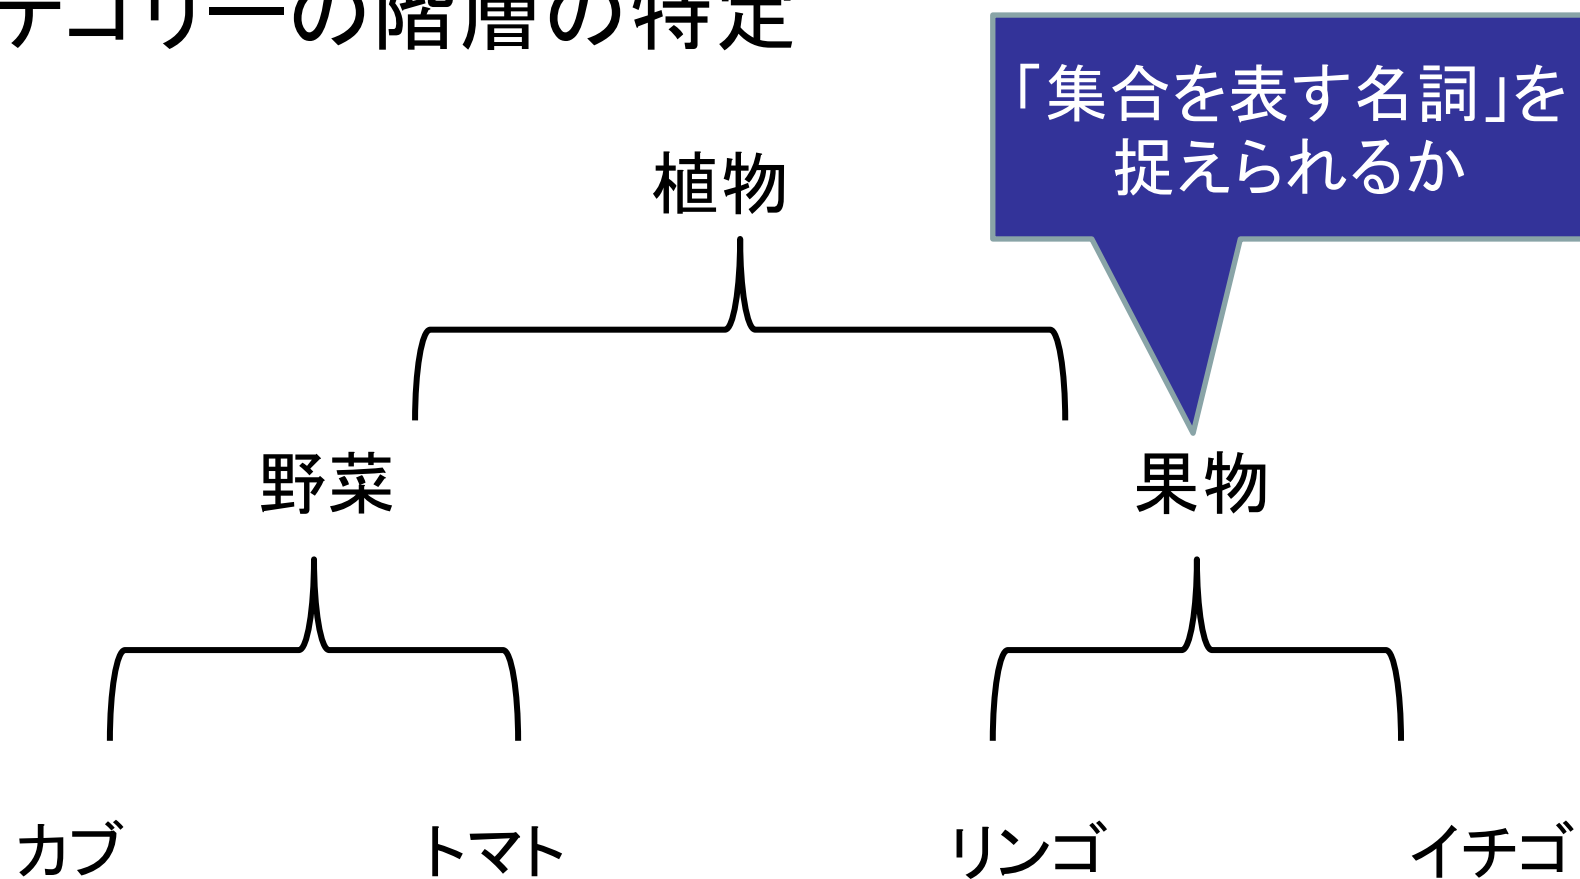 テゴリーの階層の特定
「集合を表す名詞」を
捉えられるか
植物
野菜
果物
カブ
トマト
リンゴ
イチゴ